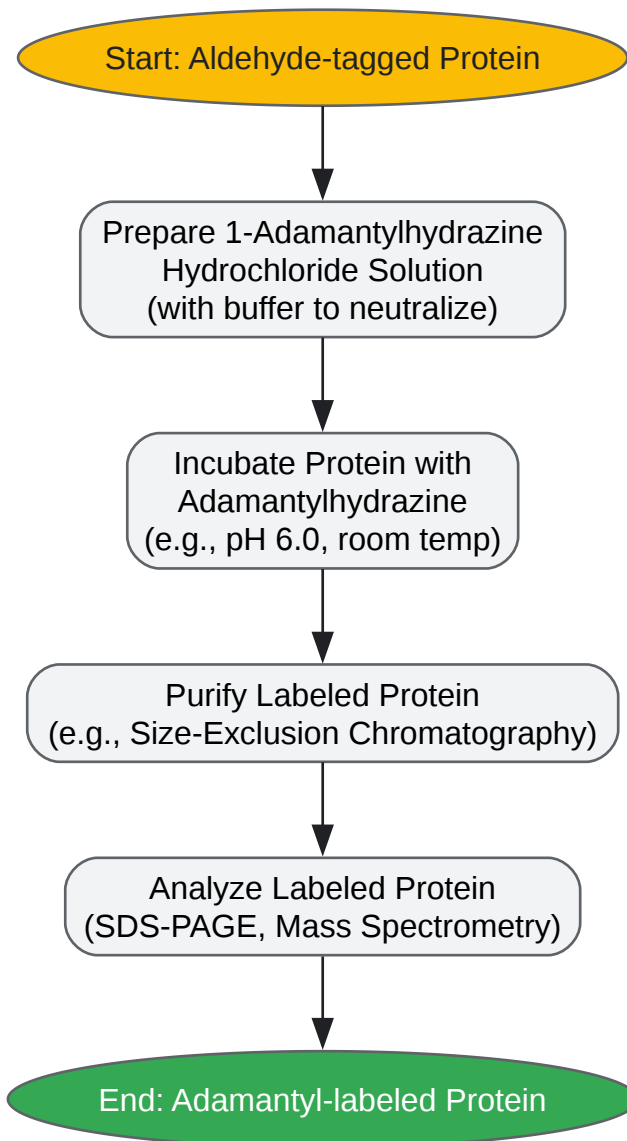 Start: Aldehyde-tagged Protein
Prepare 1-Adamantylhydrazine
Hydrochloride Solution
(with buffer to neutralize)
Incubate Protein with
Adamantylhydrazine
(e.g., pH 6.0, room temp)
Purify Labeled Protein
(e.g., Size-Exclusion Chromatography)
Analyze Labeled Protein
(SDS-PAGE, Mass Spectrometry)
End: Adamantyl-labeled Protein